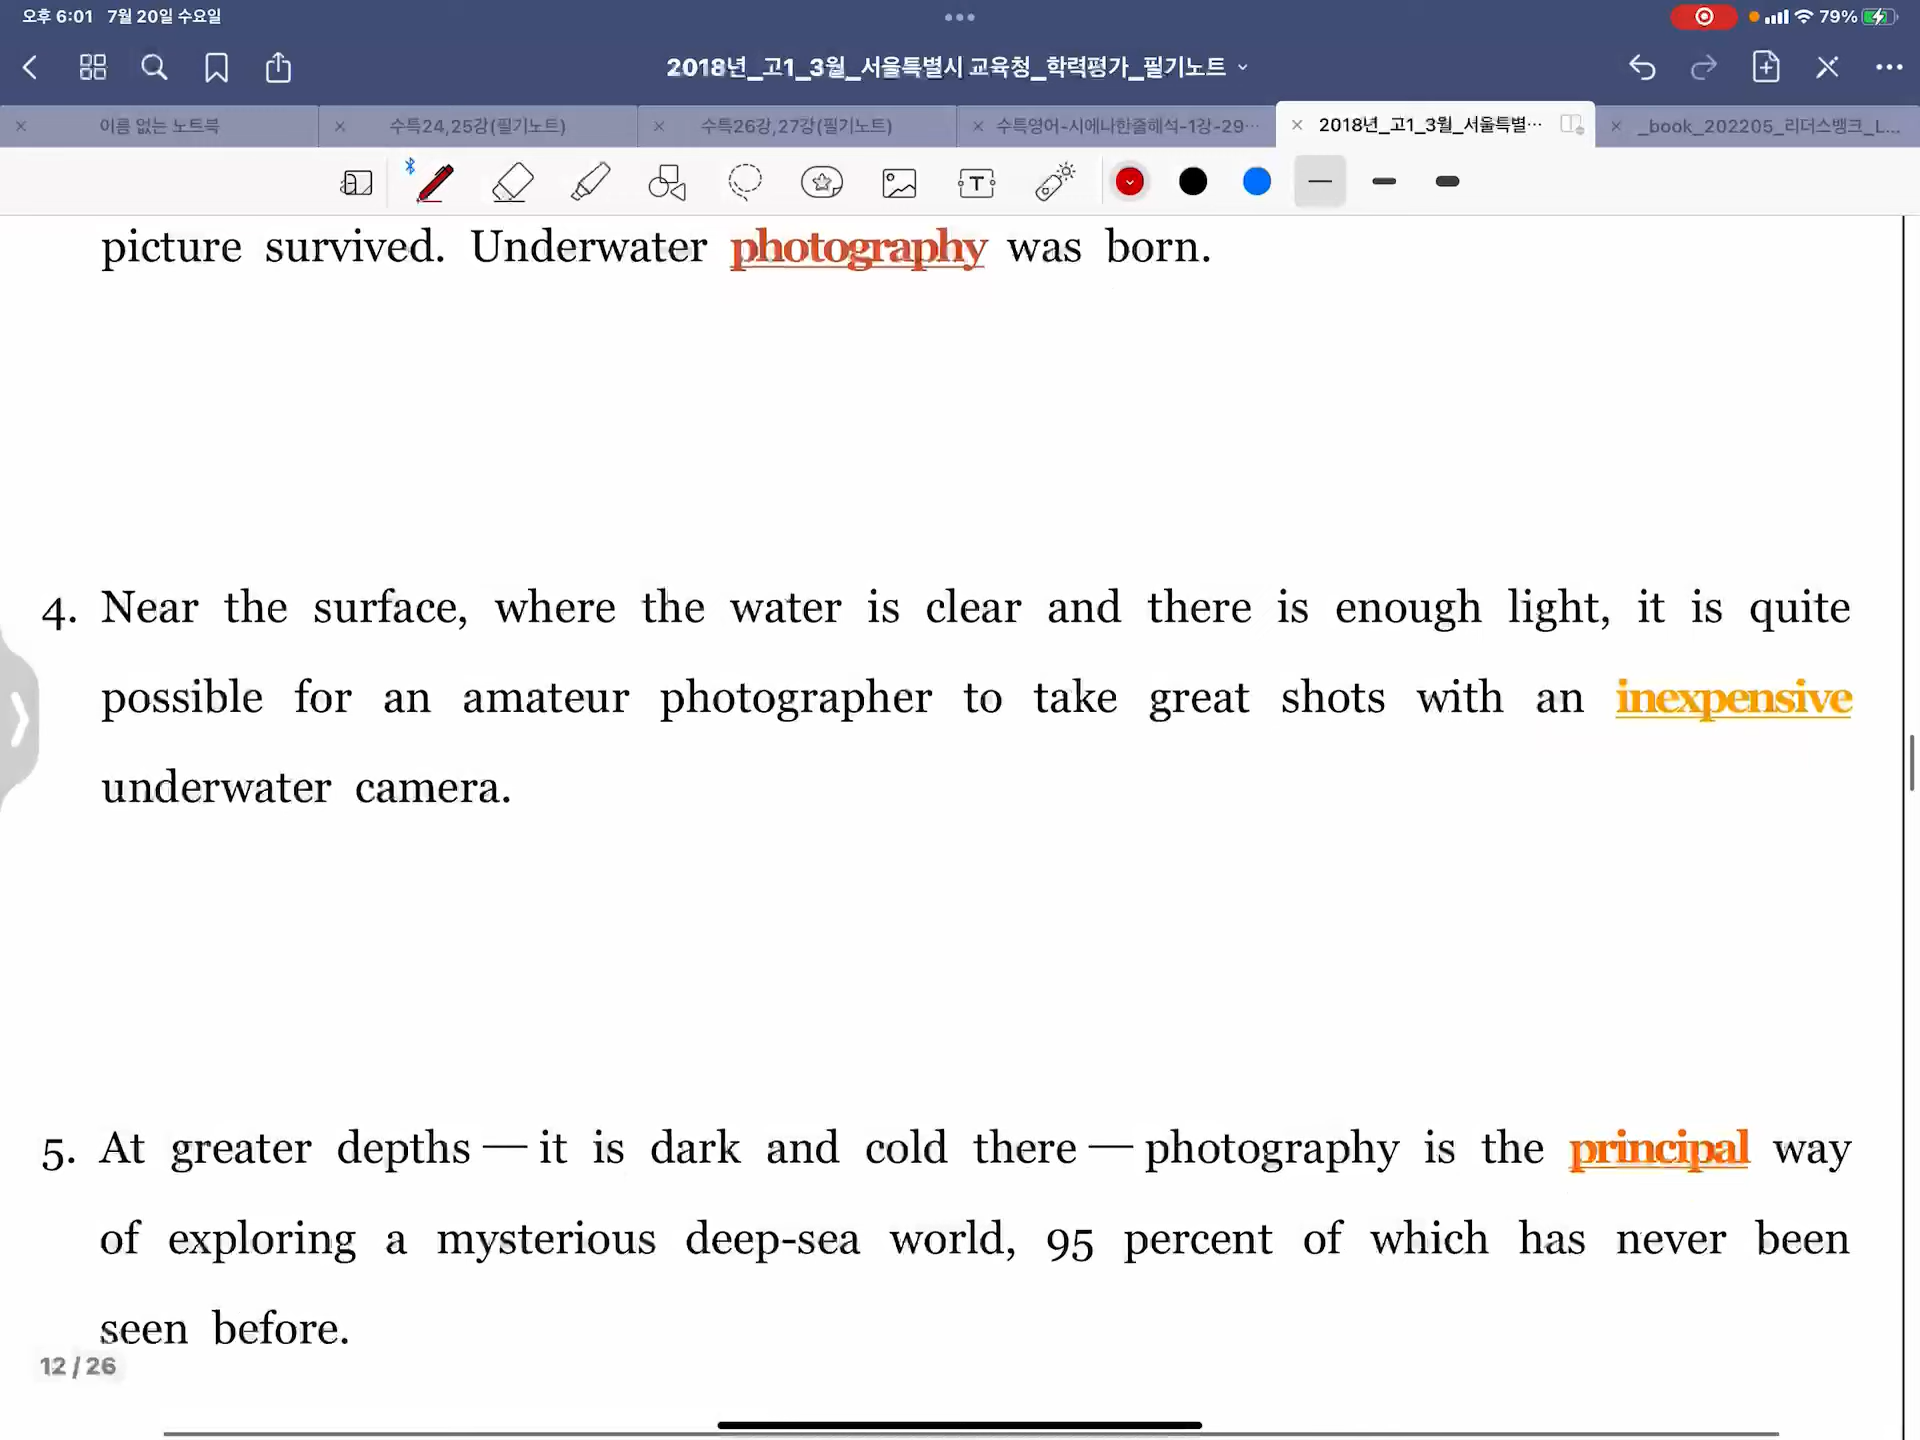 오후 6:01 7월 20일 수요일
79%
2018년_고1_3월_서울특별시 교육청_학력평가_필기노트
이름 없는 노트북
수특24,25강(필기노트)
수특26강,27강(필기노트)
수특영어-시에나한줄해석-1강-29…
2018년_고1_3월_서울특별…
_book_202205_리더스뱅크_L...
T
picture survived. Underwater photography was born.
4. Near the surface, where the water is clear and there is enough light, it is quite
possible for an amateur photographer to take great shots with an inexpensive
underwater camera.
5. At greater depths — it is dark and cold there — photography is the principal way
of exploring a mysterious deep-sea world, 95 percent of which has never been
seen before.
12 / 26